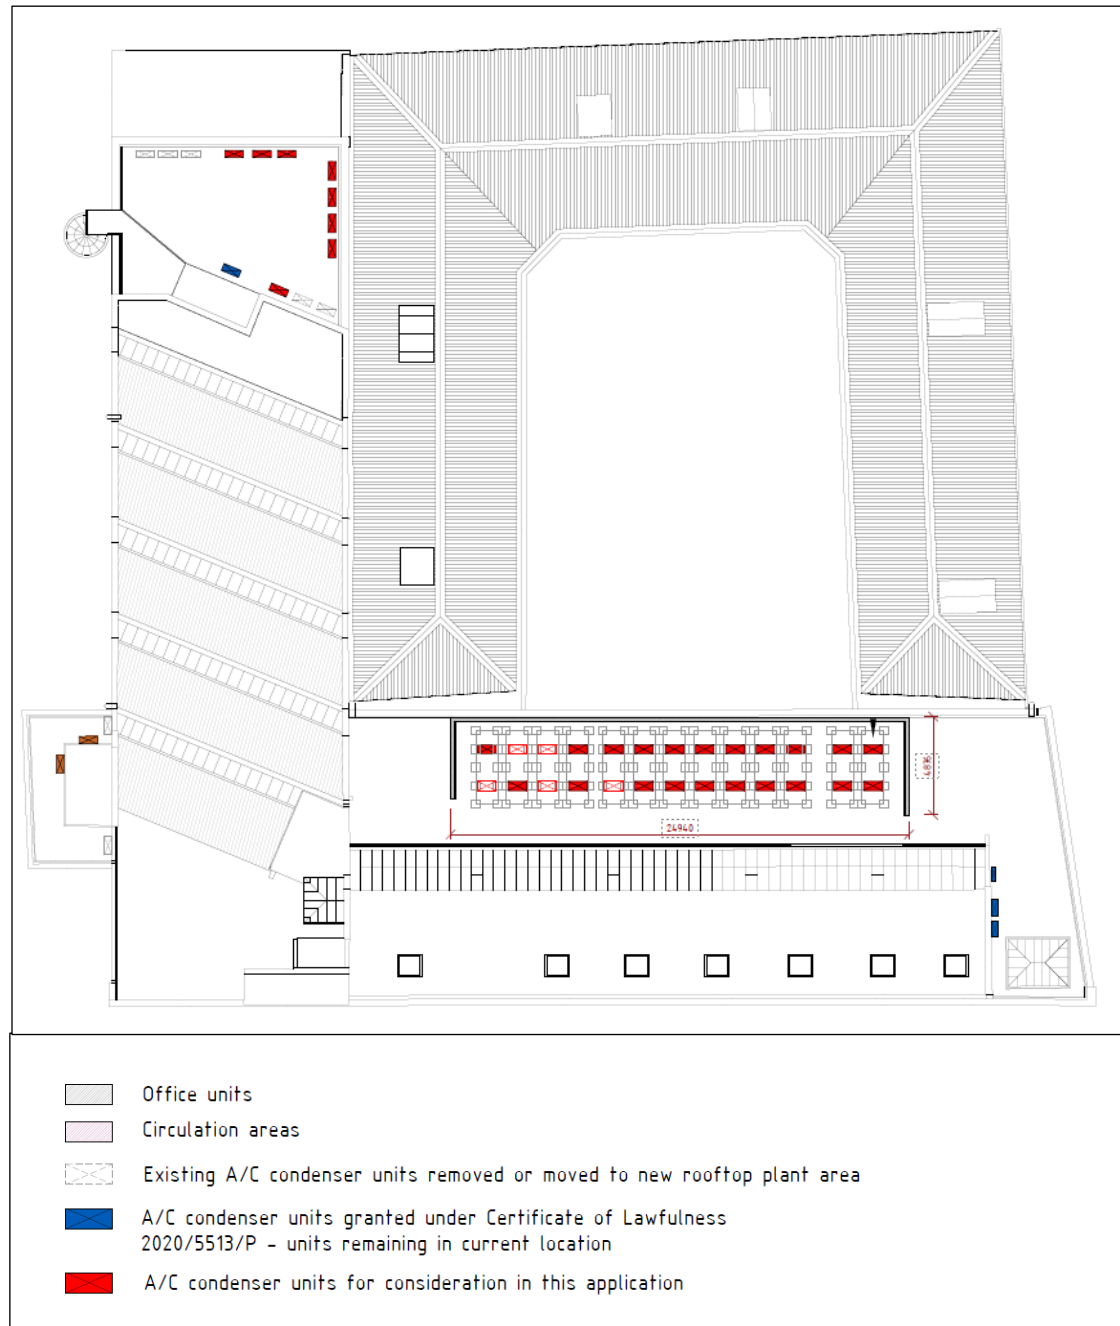 4816
24940
Office units
Circulation areas
Existing A/C condenser units removed or moved to new rooftop plant area
A/C condenser units granted under Certificate of Lawfulness
2020/5513/P - units remaining in current location
A/C condenser units for consideration in this application